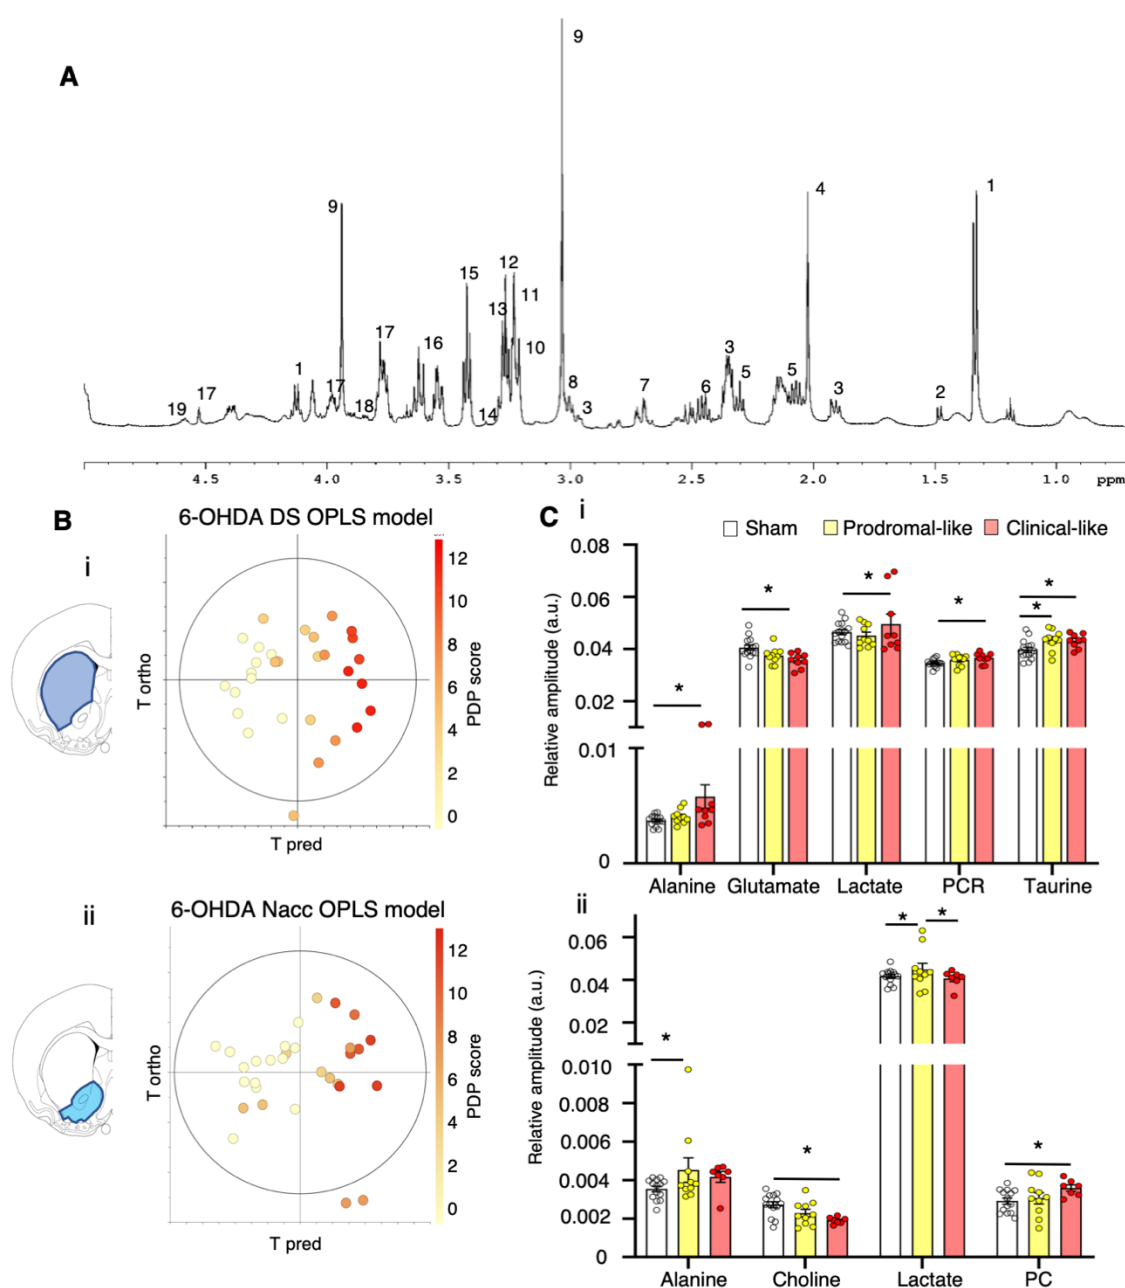 A
9
4
1
9
15
12
11
13
10
17
16
1
17
19
17
18
14
8
3
7
6
3
5
5
3
2
4.5 4.0 3.5 3.0 2.5 2.0 1.5 1.0 ppm
B
i
6-OHDA DS OPLS model
T ortho
T pred
12
10
8
6
4
2
0
PDP score
ii
6-OHDA Nacc OPLS model
T ortho
T pred
12
10
8
6
4
2
0
PDP score
C i
Sham Prodromal-like Clinical-like
Relative amplitude (a.u.)
0.08
0.06
0.04
0.02
0.01
0
* * * * * *
Alanine Glutamate Lactate PCR Taurine
ii
Relative amplitude (a.u.)
0.06
0.04
0.02
0.010
0.008
0.006
0.004
0.002
0
* * * * *
Alanine Choline Lactate PC